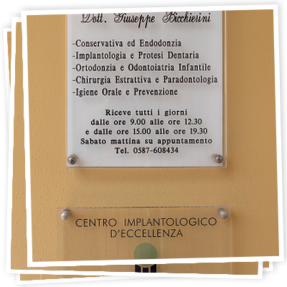 Dott. Giuseppe Bicchierini
-Conservativa ed Endodonzia
-Implantologia e Protesi Dentaria
-Ortodonzia e Odontoiatria Infantile
-Chirurgia Estrattiva e Paradontologia
-Igiene Orale e Prevenzione
Riceve tutti i giorni
dalle ore 9.00 alle ore 12.30
e dalle ore 15.00 alle ore 19.30
Sabato mattina su appuntamento
Tel. 0587-608434
CENTRO IMPLANTOLOGICO
D'ECCELLENZA